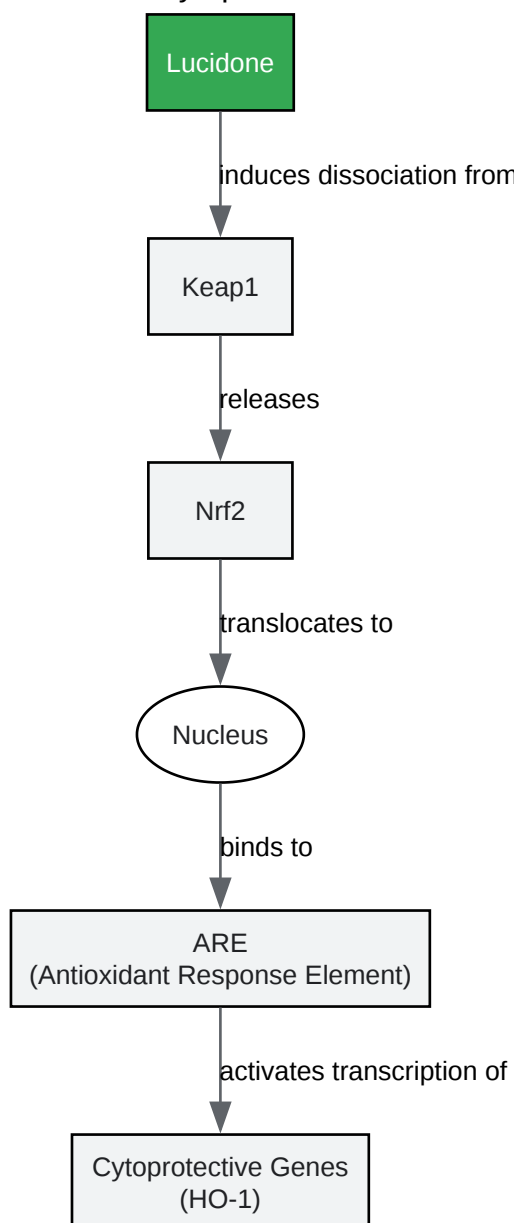 Lucidone
induces dissociation from
Keap1
releases
Nrf2
translocates to
Nucleus
binds to
ARE
(Antioxidant Response Element)
activates transcription of
Cytoprotective Genes
(HO-1)